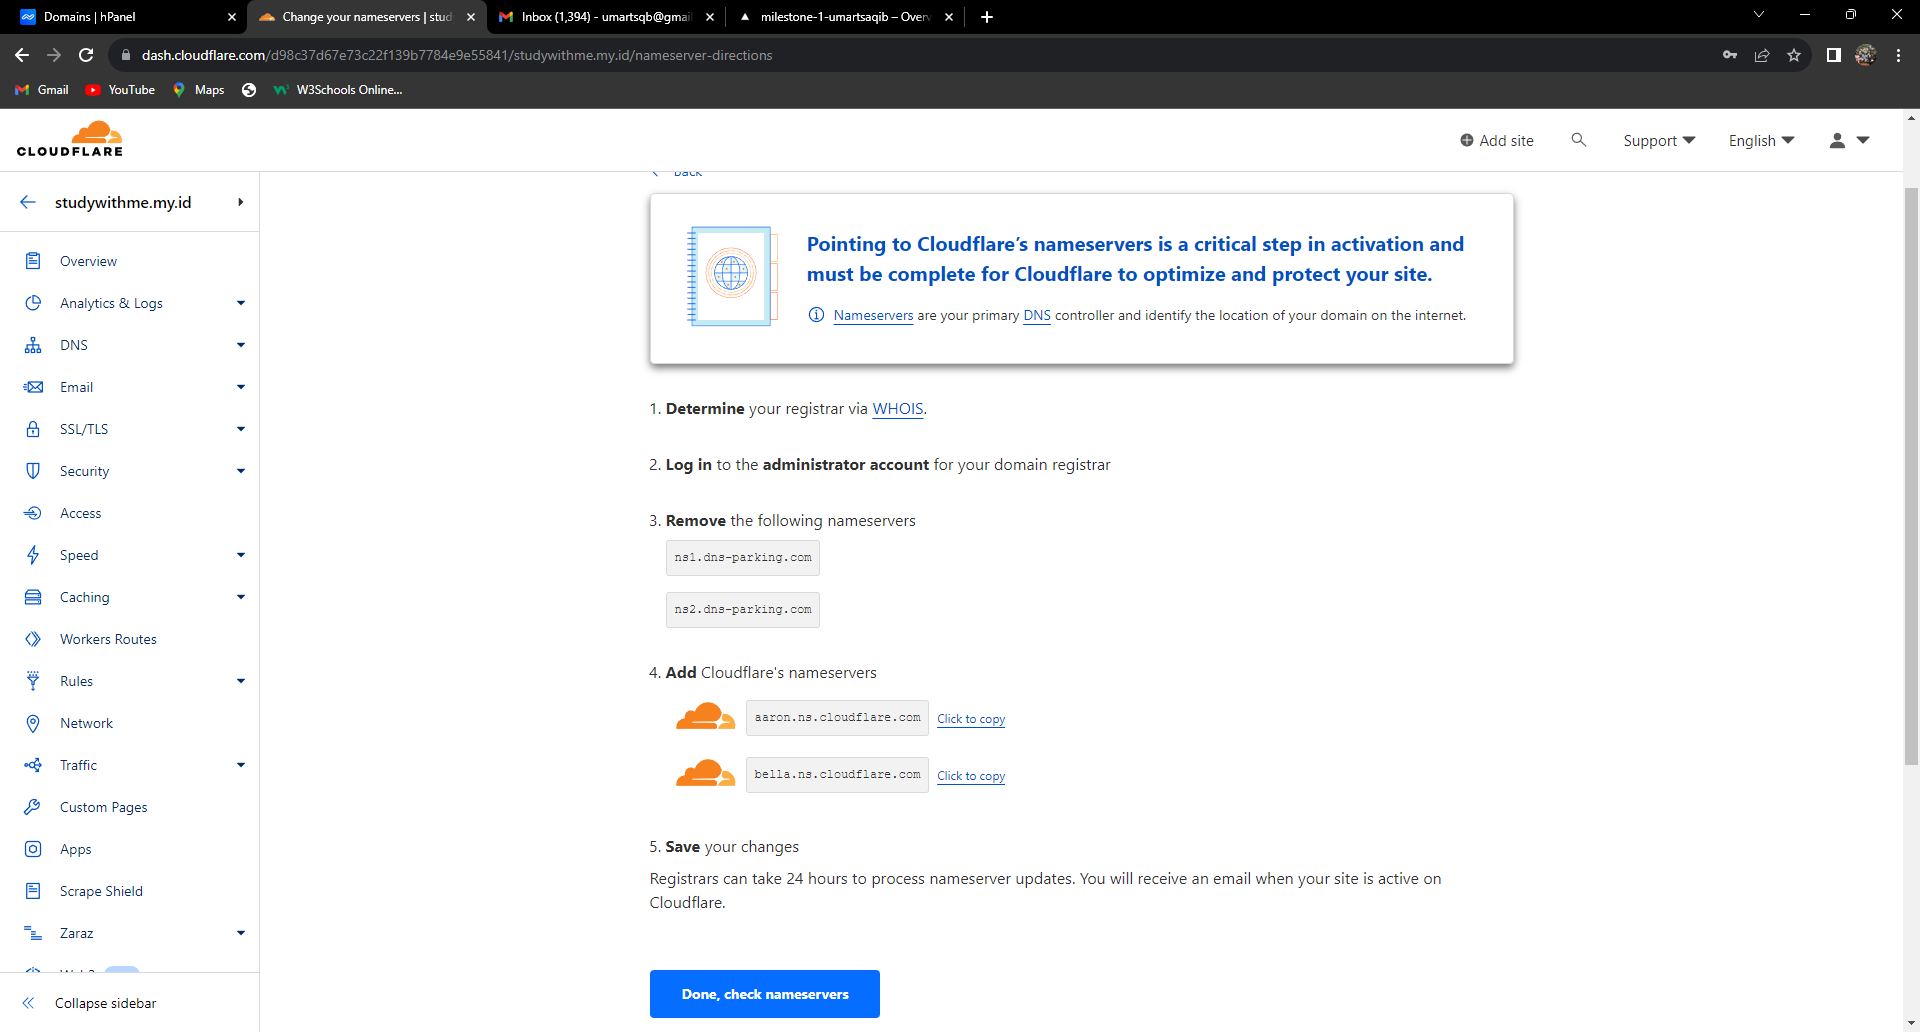 Domains | hPanel
Change your nameservers | stud
Inbox (1,394) - umartsqb@gmai
milestone-1-umartsaqib – Overv
dash.cloudflare.com/d98c37d67e73c22f139b7784e9e55841/studywithme.my.id/nameserver-directions
Gmail
YouTube
Maps
W3Schools Online...
CLOUDFLARE
Add site
Support
English
studywithme.my.id
Overview
Analytics & Logs
DNS
Email
SSL/TLS
Security
Access
Speed
Caching
Workers Routes
Rules
Network
Traffic
Custom Pages
Apps
Scrape Shield
Zaraz
Collapse sidebar
Back
Pointing to Cloudflare’s nameservers is a critical step in activation and
must be complete for Cloudflare to optimize and protect your site.
Nameservers are your primary DNS controller and identify the location of your domain on the internet.
1. Determine your registrar via WHOIS.
2. Log in to the administrator account for your domain registrar
3. Remove the following nameservers
ns1.dns-parking.com
ns2.dns-parking.com
4. Add Cloudflare's nameservers
aaron.ns.cloudflare.com Click to copy
bella.ns.cloudflare.com Click to copy
5. Save your changes
Registrars can take 24 hours to process nameserver updates. You will receive an email when your site is active on
Cloudflare.
Done, check nameservers